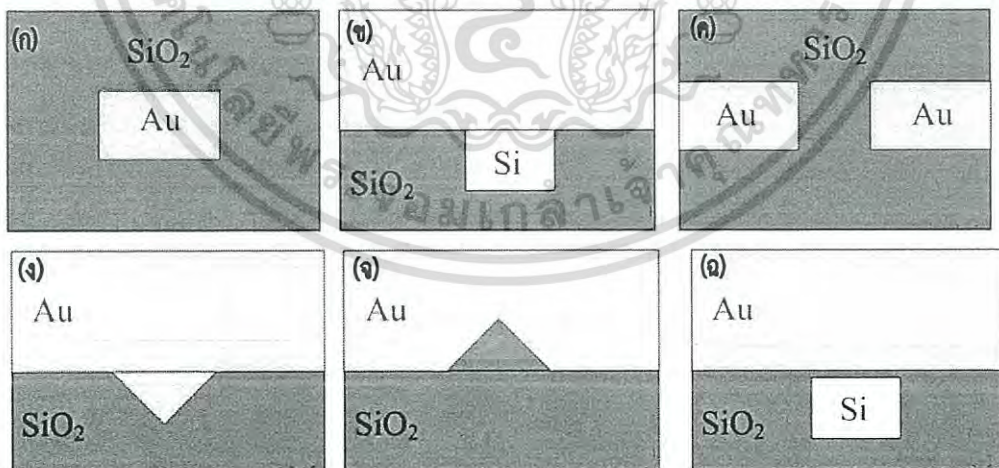 (ก)
SiO2
Au
(ข)
Au
Si
SiO2
(ค)
SiO2
Au
Au
(ง)
Au
SiO2
(จ)
Au
SiO2
(ฉ)
Au
Si
SiO2